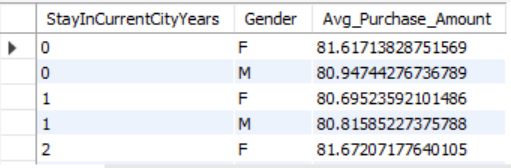 StayInCurrentCityYears Gender Avg_Purchase_Amount
0 F 81.61713828751569
0 M 80.94744276736789
1 F 80.69523592101486
1 M 80.81585227375788
2 F 81.67207177640105